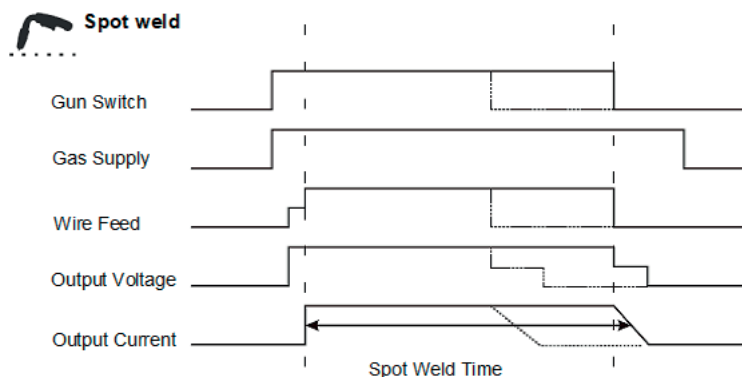 Spot weld
Gun Switch
Gas Supply
Wire Feed
Output Voltage
Output Current
Spot Weld Time